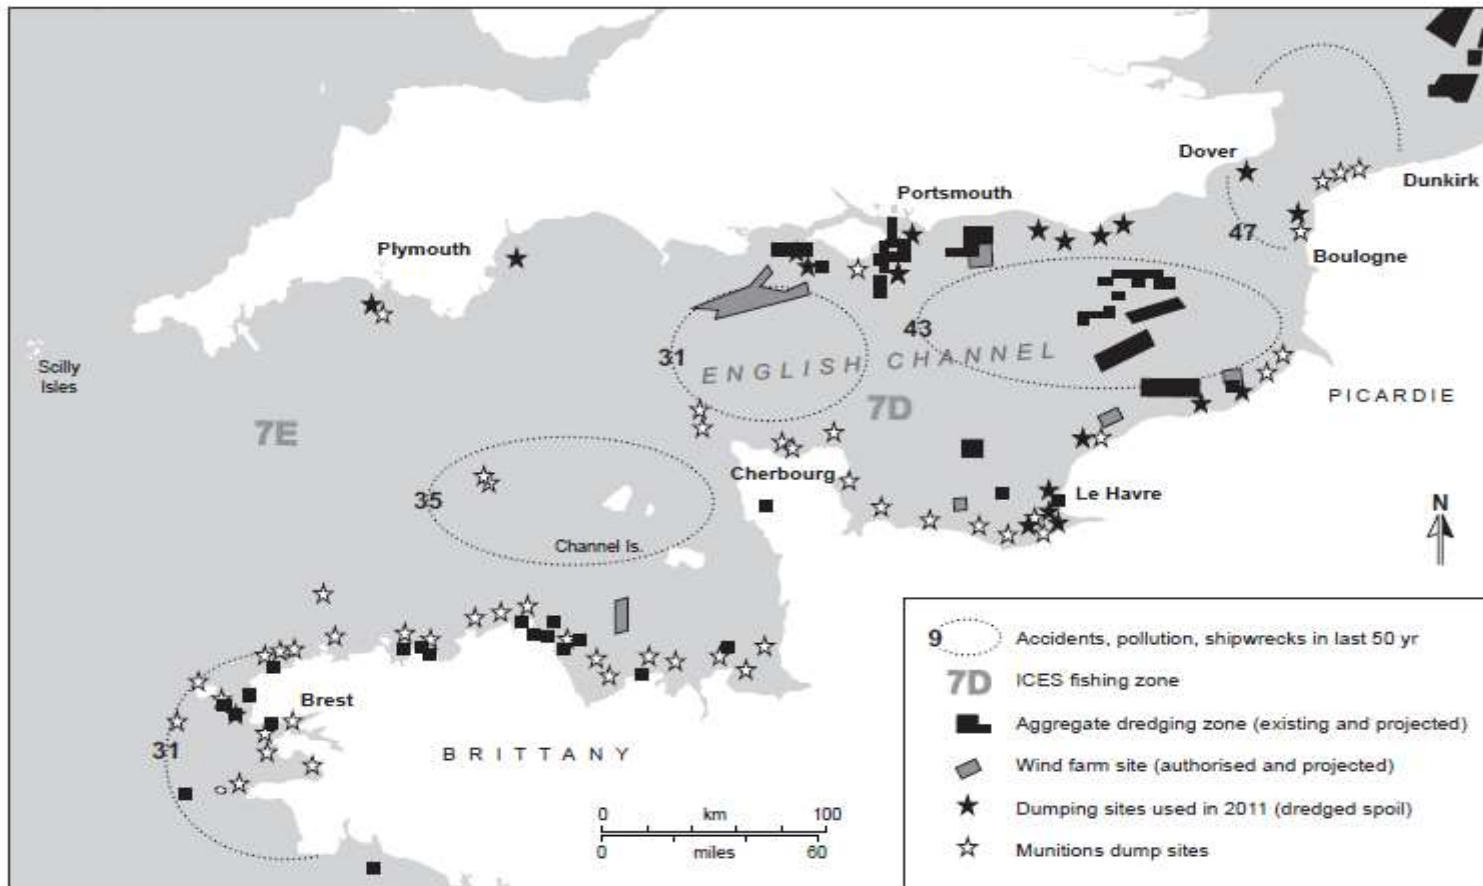 Dover
Dunkirk
Portsmouth
Plymouth
47
Boulogne
43
31
ENGLISH CHANNEL
Scilly
Isles
PICARDIE
7D
7E
Cherbourg
35
Le Havre
N
Channel Is.
Brest
31
BRITTANY
0 km 100
0 miles 60
9 Accidents, pollution, shipwrecks in last 50 yr
7D ICES fishing zone
Aggregate dredging zone (existing and projected)
Wind farm site (authorised and projected)
Dumping sites used in 2011 (dredged spoil)
Munitions dump sites